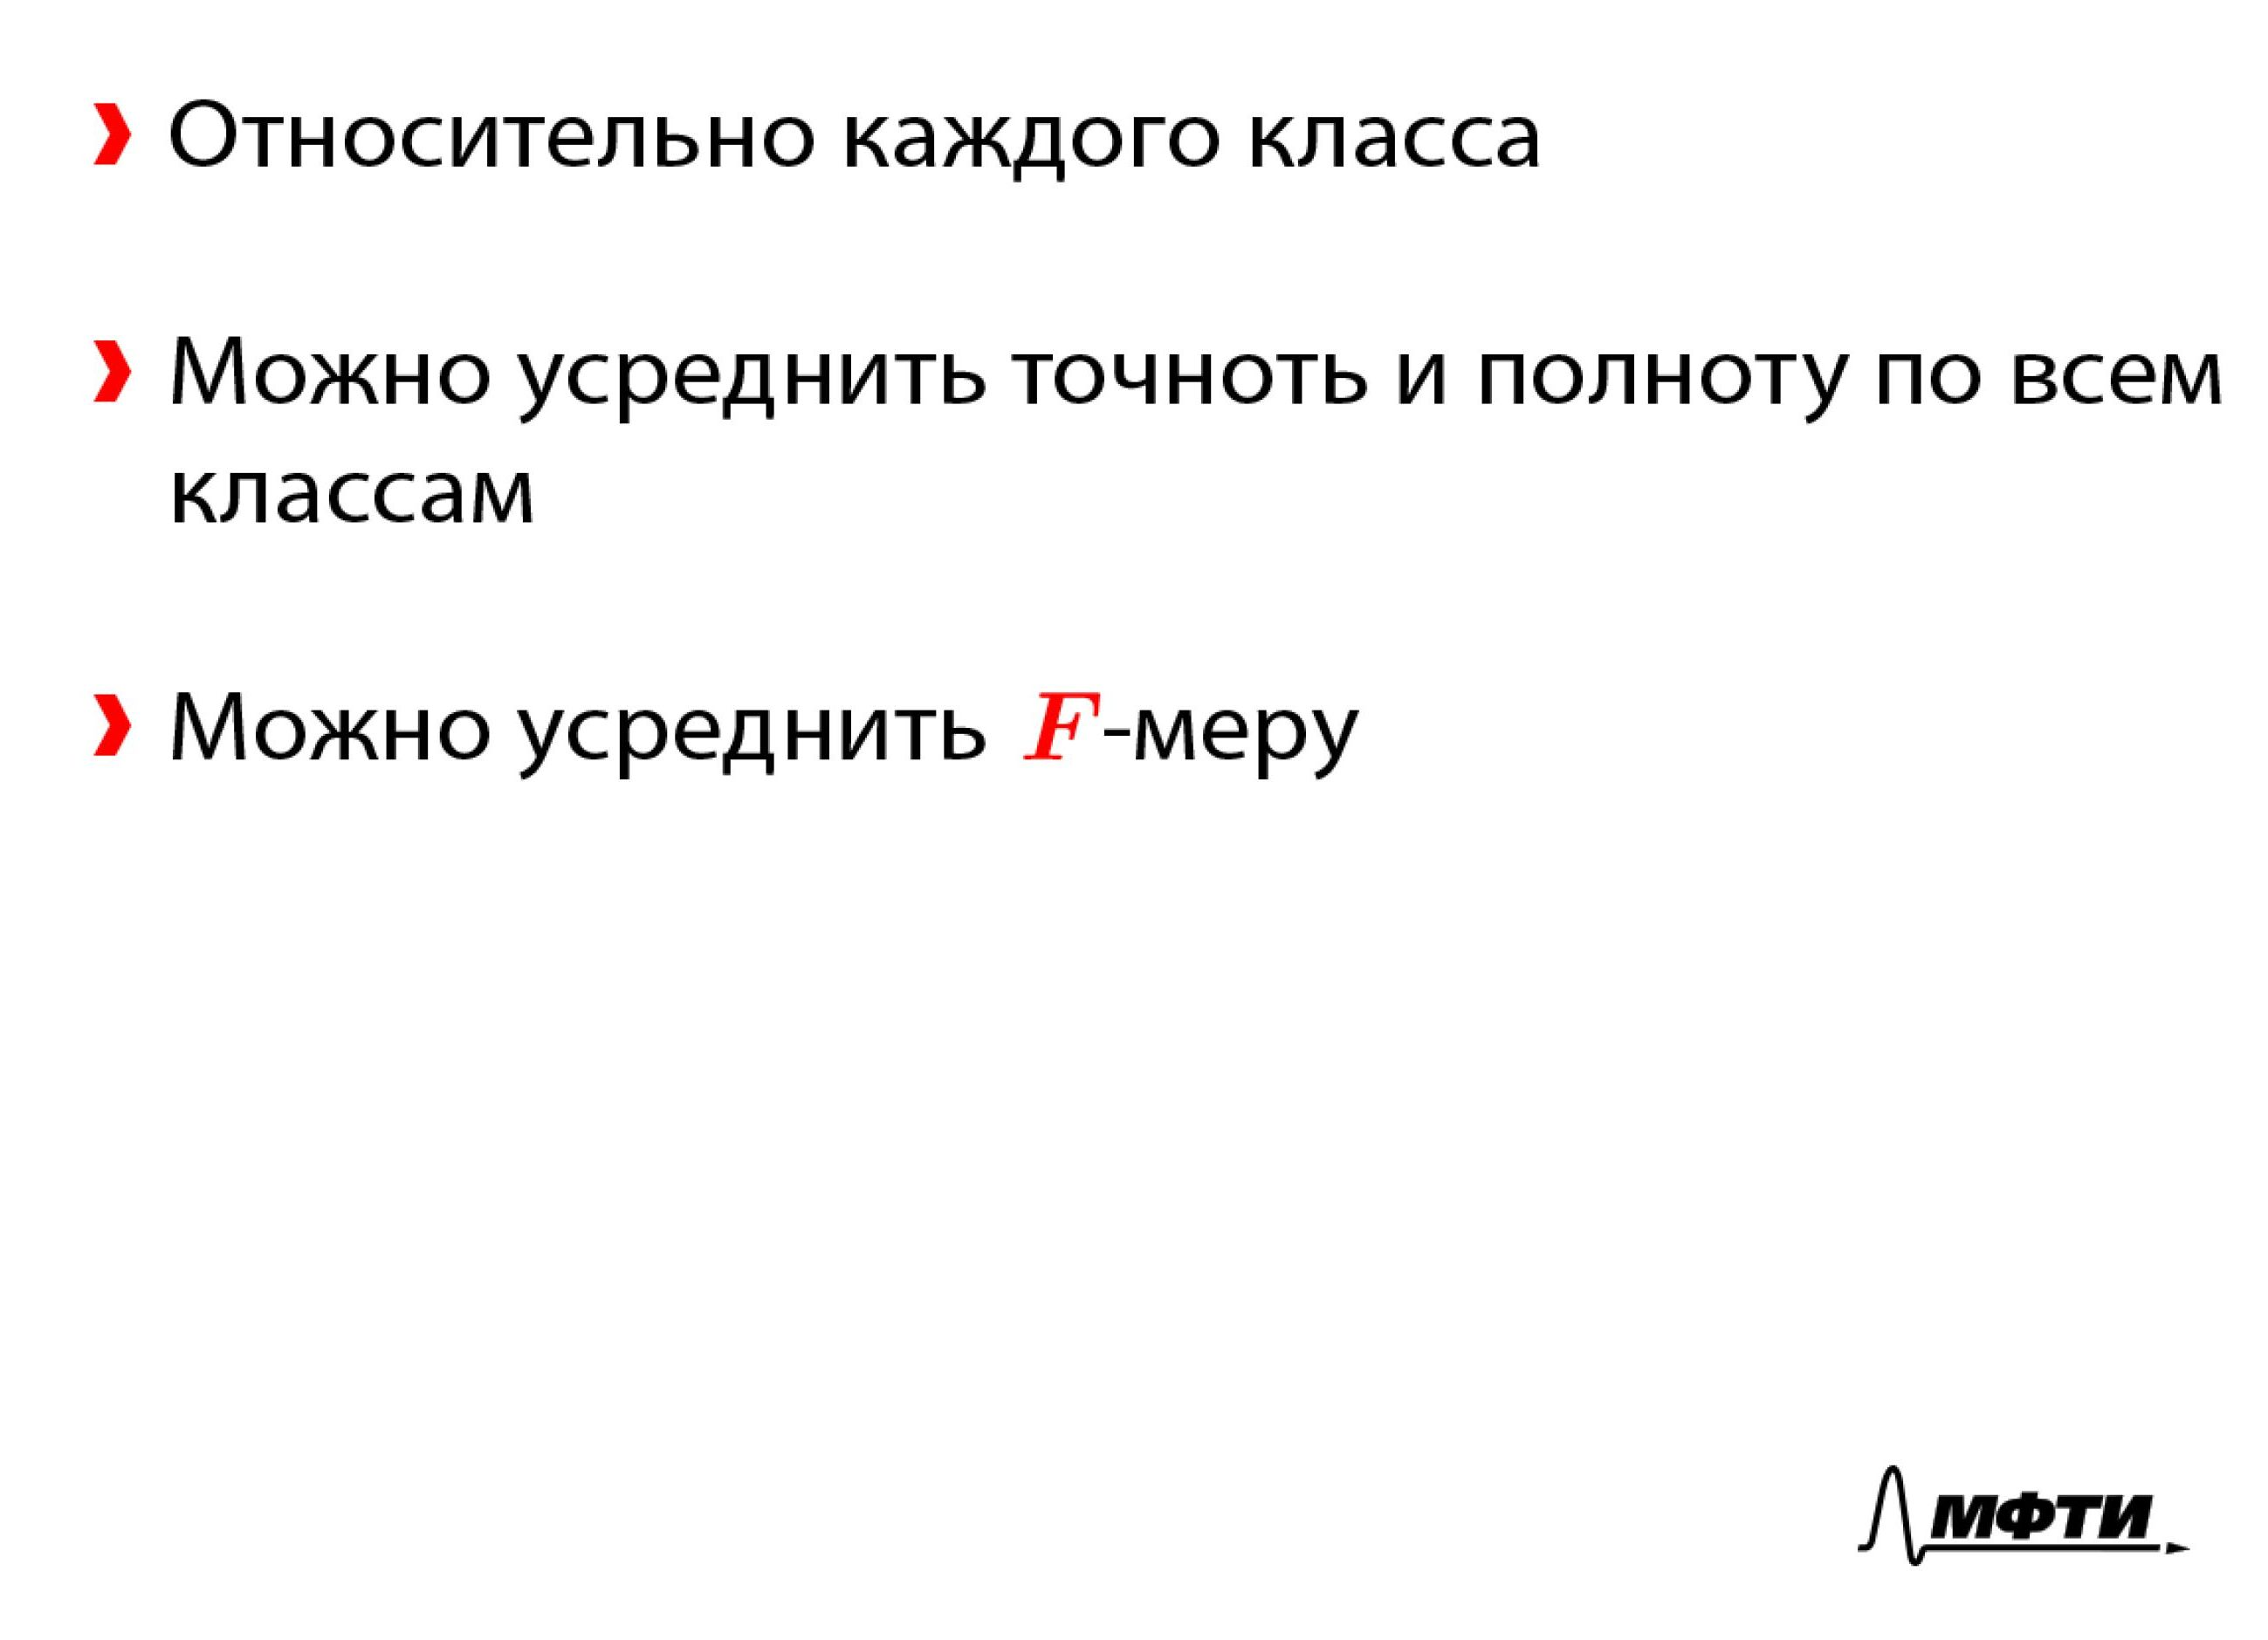 Относительно каждого класса
Можно усреднить точноть и полноту по всем
классам
Можно усреднить F-меру
МФТИ